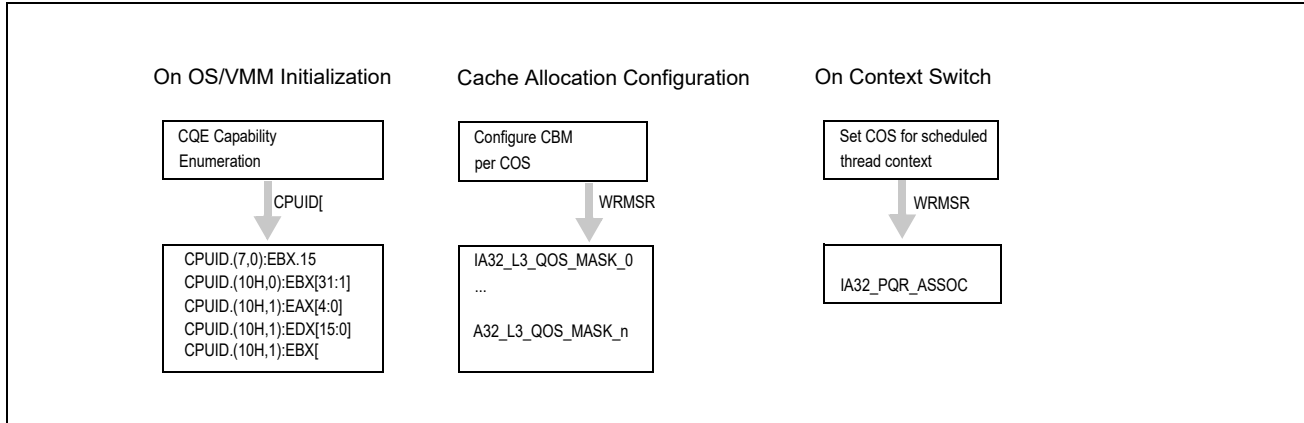 On OS/VMM Initialization
CQE Capability
Enumeration
CPUID[
CPUID.(7,0):EBX.15
CPUID.(10H,0):EBX[31:1]
CPUID.(10H,1):EAX[4:0]
CPUID.(10H,1):EDX[15:0]
CPUID.(10H,1):EBX[
Cache Allocation Configuration
Configure CBM
per COS
WRMSR
IA32_L3_QOS_MASK_0
...
A32_L3_QOS_MASK_n
On Context Switch
Set COS for scheduled
thread context
WRMSR
IA32_PQR_ASSOC